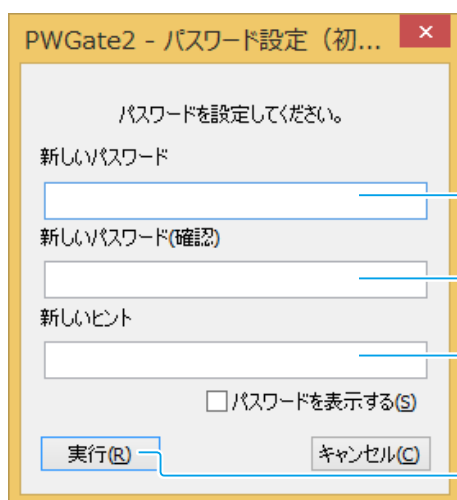 PWGate2 - パスワード設定（初...
パスワードを設定してください。
新しいパスワード
新しいパスワード(確認)
新しいヒント
パスワードを表示する(S)
実行(R)
キャンセル(C)